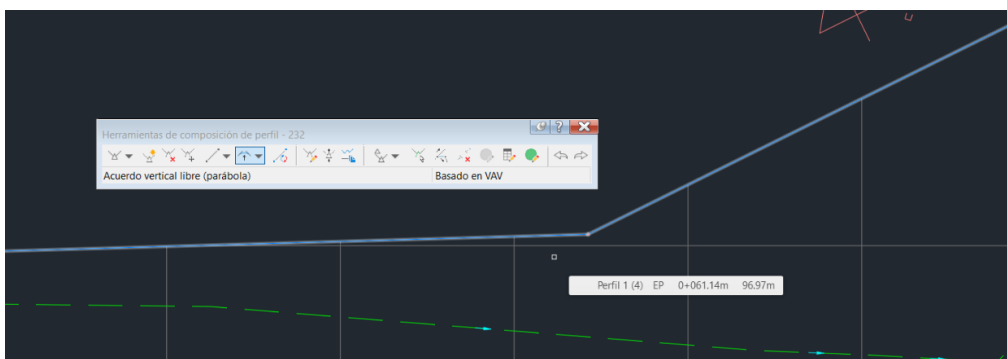 Herramientas de composición de perfil - 232
Acuerdo vertical libre (parábola) Basado en VAV
Perfil 1 (4) EP 0+061.14m 96.97m